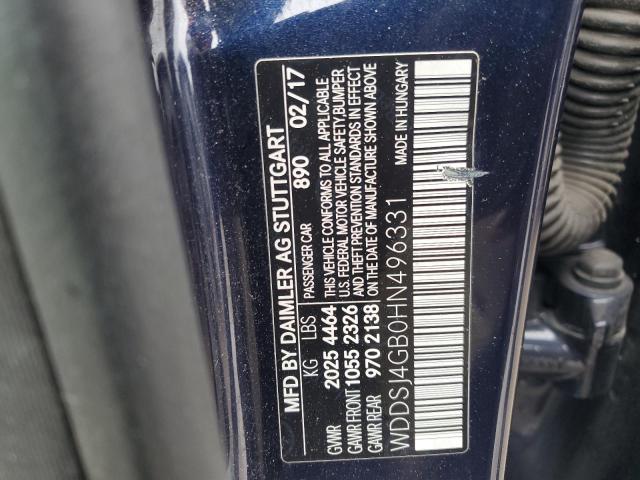 MFD BY DAIMLER AG STUTTGART
KG LBS PASSENGER CAR 890 02/17
GVWR 2025 4464 THIS VEHICLE CONFORMS TO ALL APPLICABLE
GAWR FRONT 1055 2326 U.S. FEDERAL MOTOR VEHICLE SAFETY, BUMPER, AND THEFT PREVENTION STANDARDS IN EFFECT
GAWR REAR 970 2138 ON THE DATE OF MANUFACTURE SHOWN ABOVE
WDDSJ4GB0HN496331 MADE IN HUNGARY